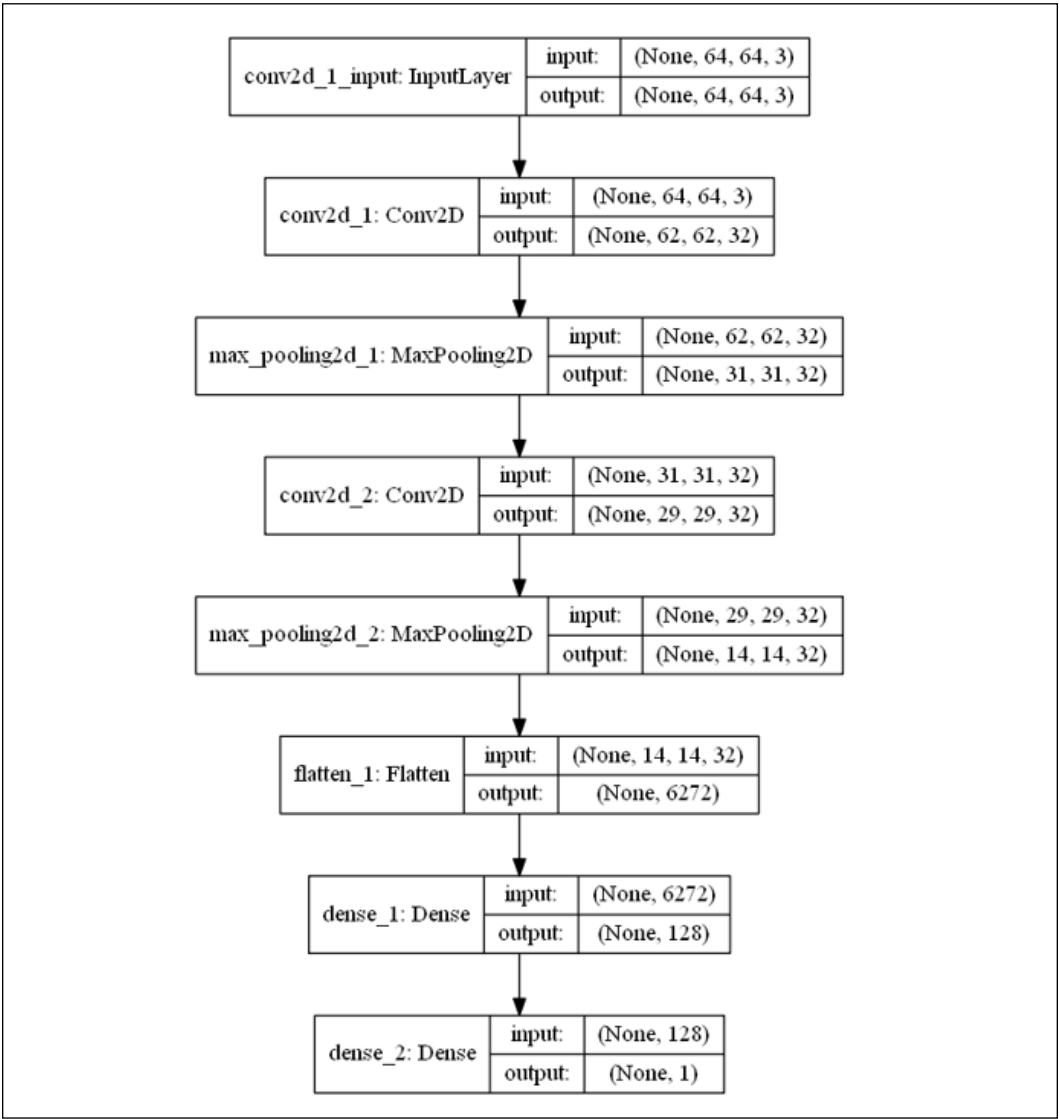 conv2d_1_input: InputLayer
input: (None, 64, 64, 3)
output: (None, 64, 64, 3)
conv2d_1: Conv2D
input: (None, 64, 64, 3)
output: (None, 62, 62, 32)
max_pooling2d_1: MaxPooling2D
input: (None, 62, 62, 32)
output: (None, 31, 31, 32)
conv2d_2: Conv2D
input: (None, 31, 31, 32)
output: (None, 29, 29, 32)
max_pooling2d_2: MaxPooling2D
input: (None, 29, 29, 32)
output: (None, 14, 14, 32)
flatten_1: Flatten
input: (None, 14, 14, 32)
output: (None, 6272)
dense_1: Dense
input: (None, 6272)
output: (None, 128)
dense_2: Dense
input: (None, 128)
output: (None, 1)